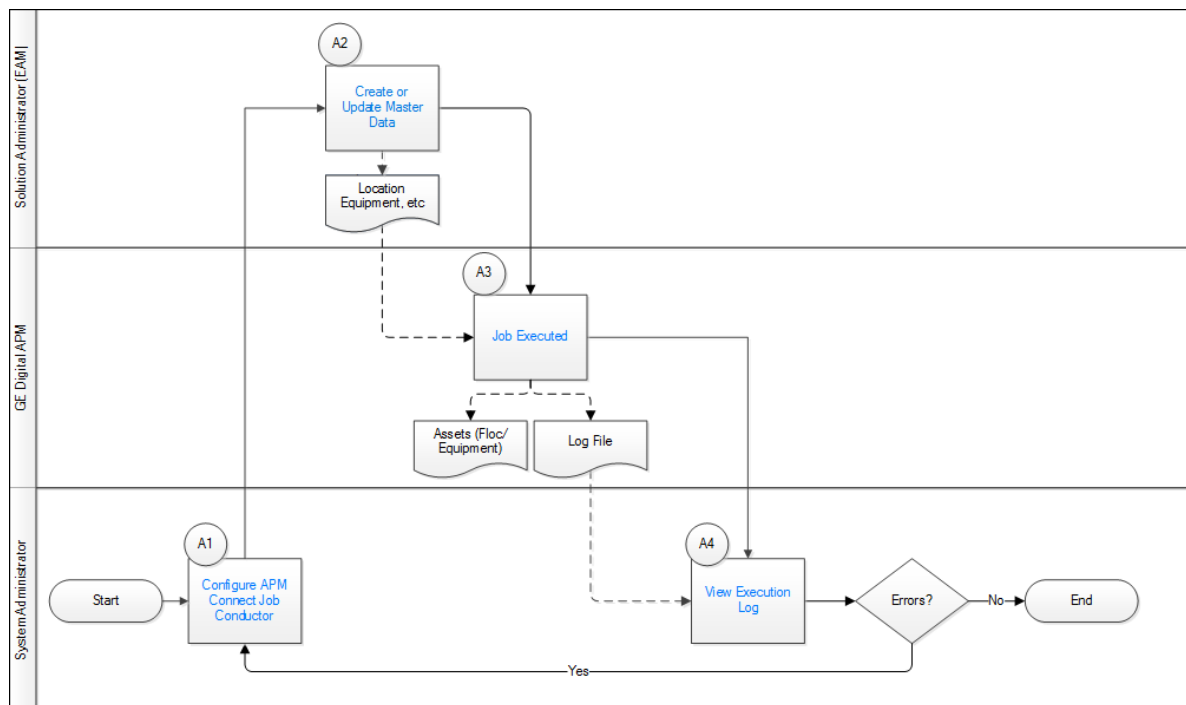 Solution Administrator (EAM)
A2
Create or
Update Master
Data
Location
Equipment, etc
GE Digital APM
A3
Job Executed
Assets (Floc/
Equipment)
Log File
SystemAdministrator
Start
A1
Configure APM
Connect Job
Conductor
A4
View Execution
Log
Errors?
No
End
Yes